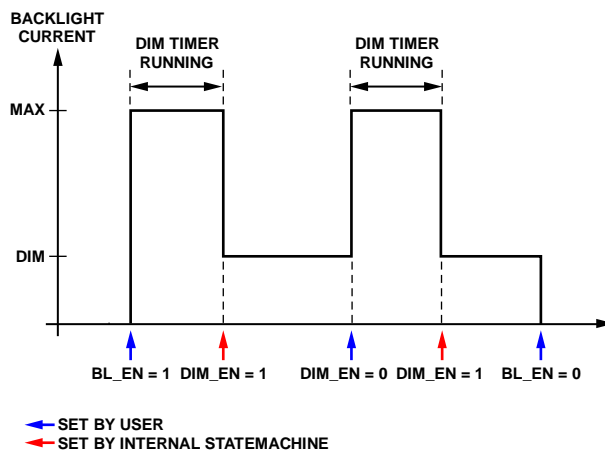 BACKLIGHT
CURRENT
DIM TIMER
RUNNING
DIM TIMER
RUNNING
MAX
DIM
BL_EN = 1
DIM_EN = 1
DIM_EN = 0
DIM_EN = 1
BL_EN = 0
SET BY USER
SET BY INTERNAL STATEMACHINE